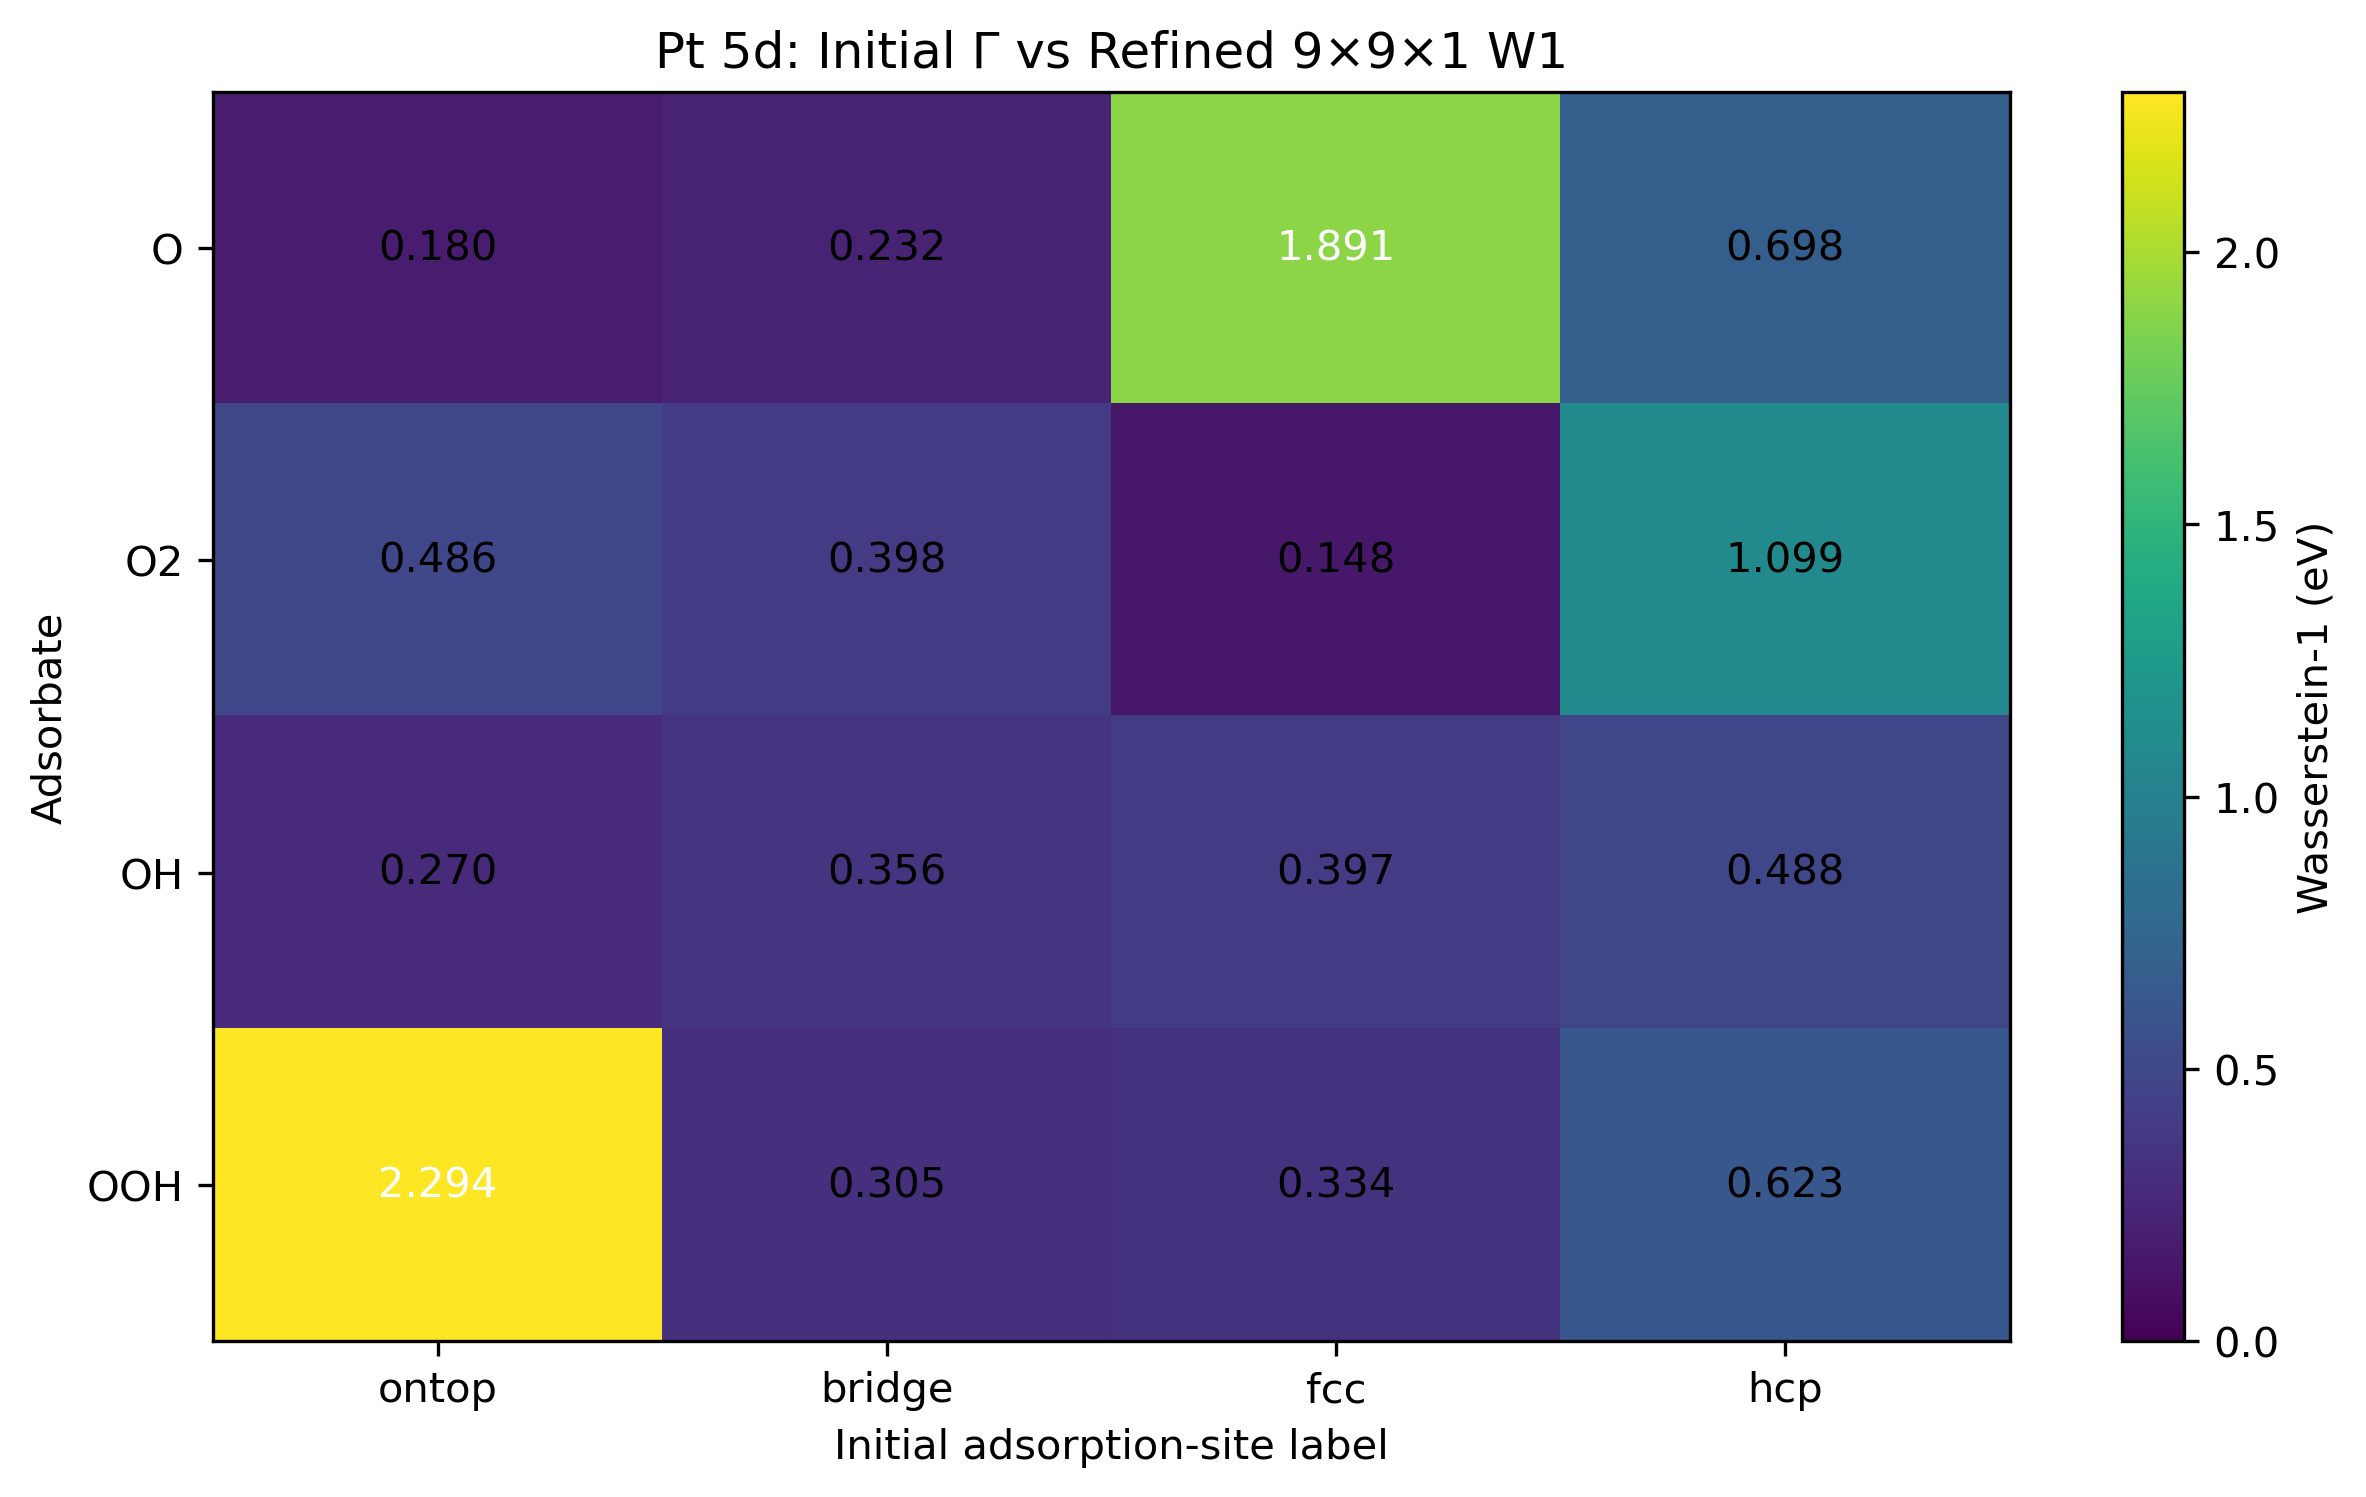 Pt 5d: Initial Γ vs Refined 9×9×1 W1
O 0.180 0.232 1.891 0.698
O2 0.486 0.398 0.148 1.099
OH 0.270 0.356 0.397 0.488
OOH 2.294 0.305 0.334 0.623
ontop bridge fcc hcp
Initial adsorption-site label
Adsorbate
2.0
1.5
1.0
0.5
0.0
Wasserstein-1 (eV)